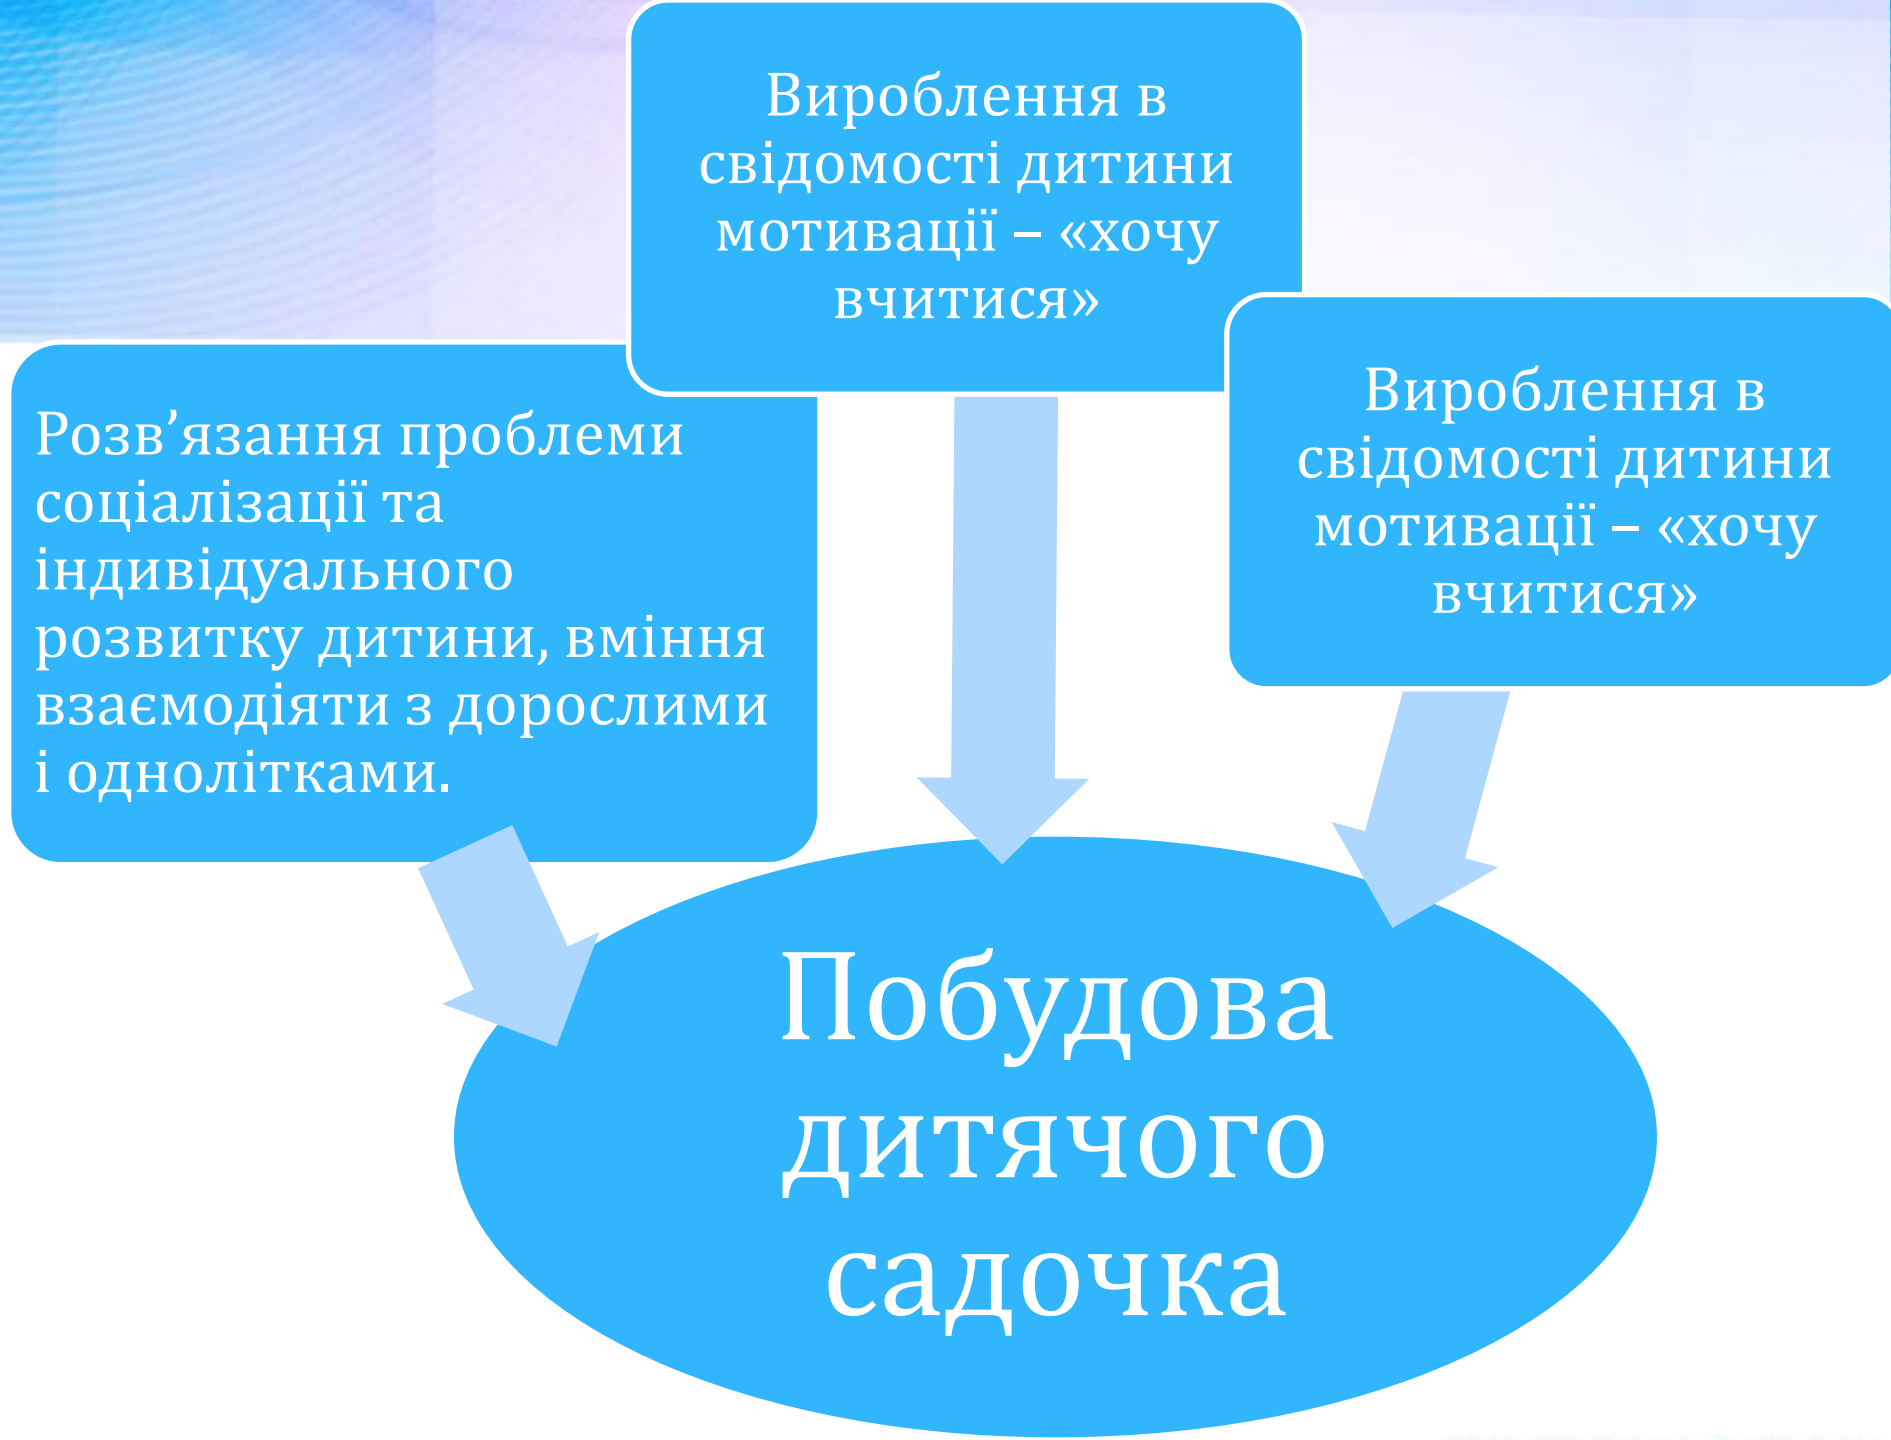 Вироблення в
свідомості дитини
мотивації – «хочу
вчитися»
Розв’язання проблеми
соціалізації та
індивідуального
розвитку дитини, вміння
взаємодіяти з дорослими
і однолітками.
Вироблення в
свідомості дитини
мотивації – «хочу
вчитися»
Побудова
дитячого
садочка